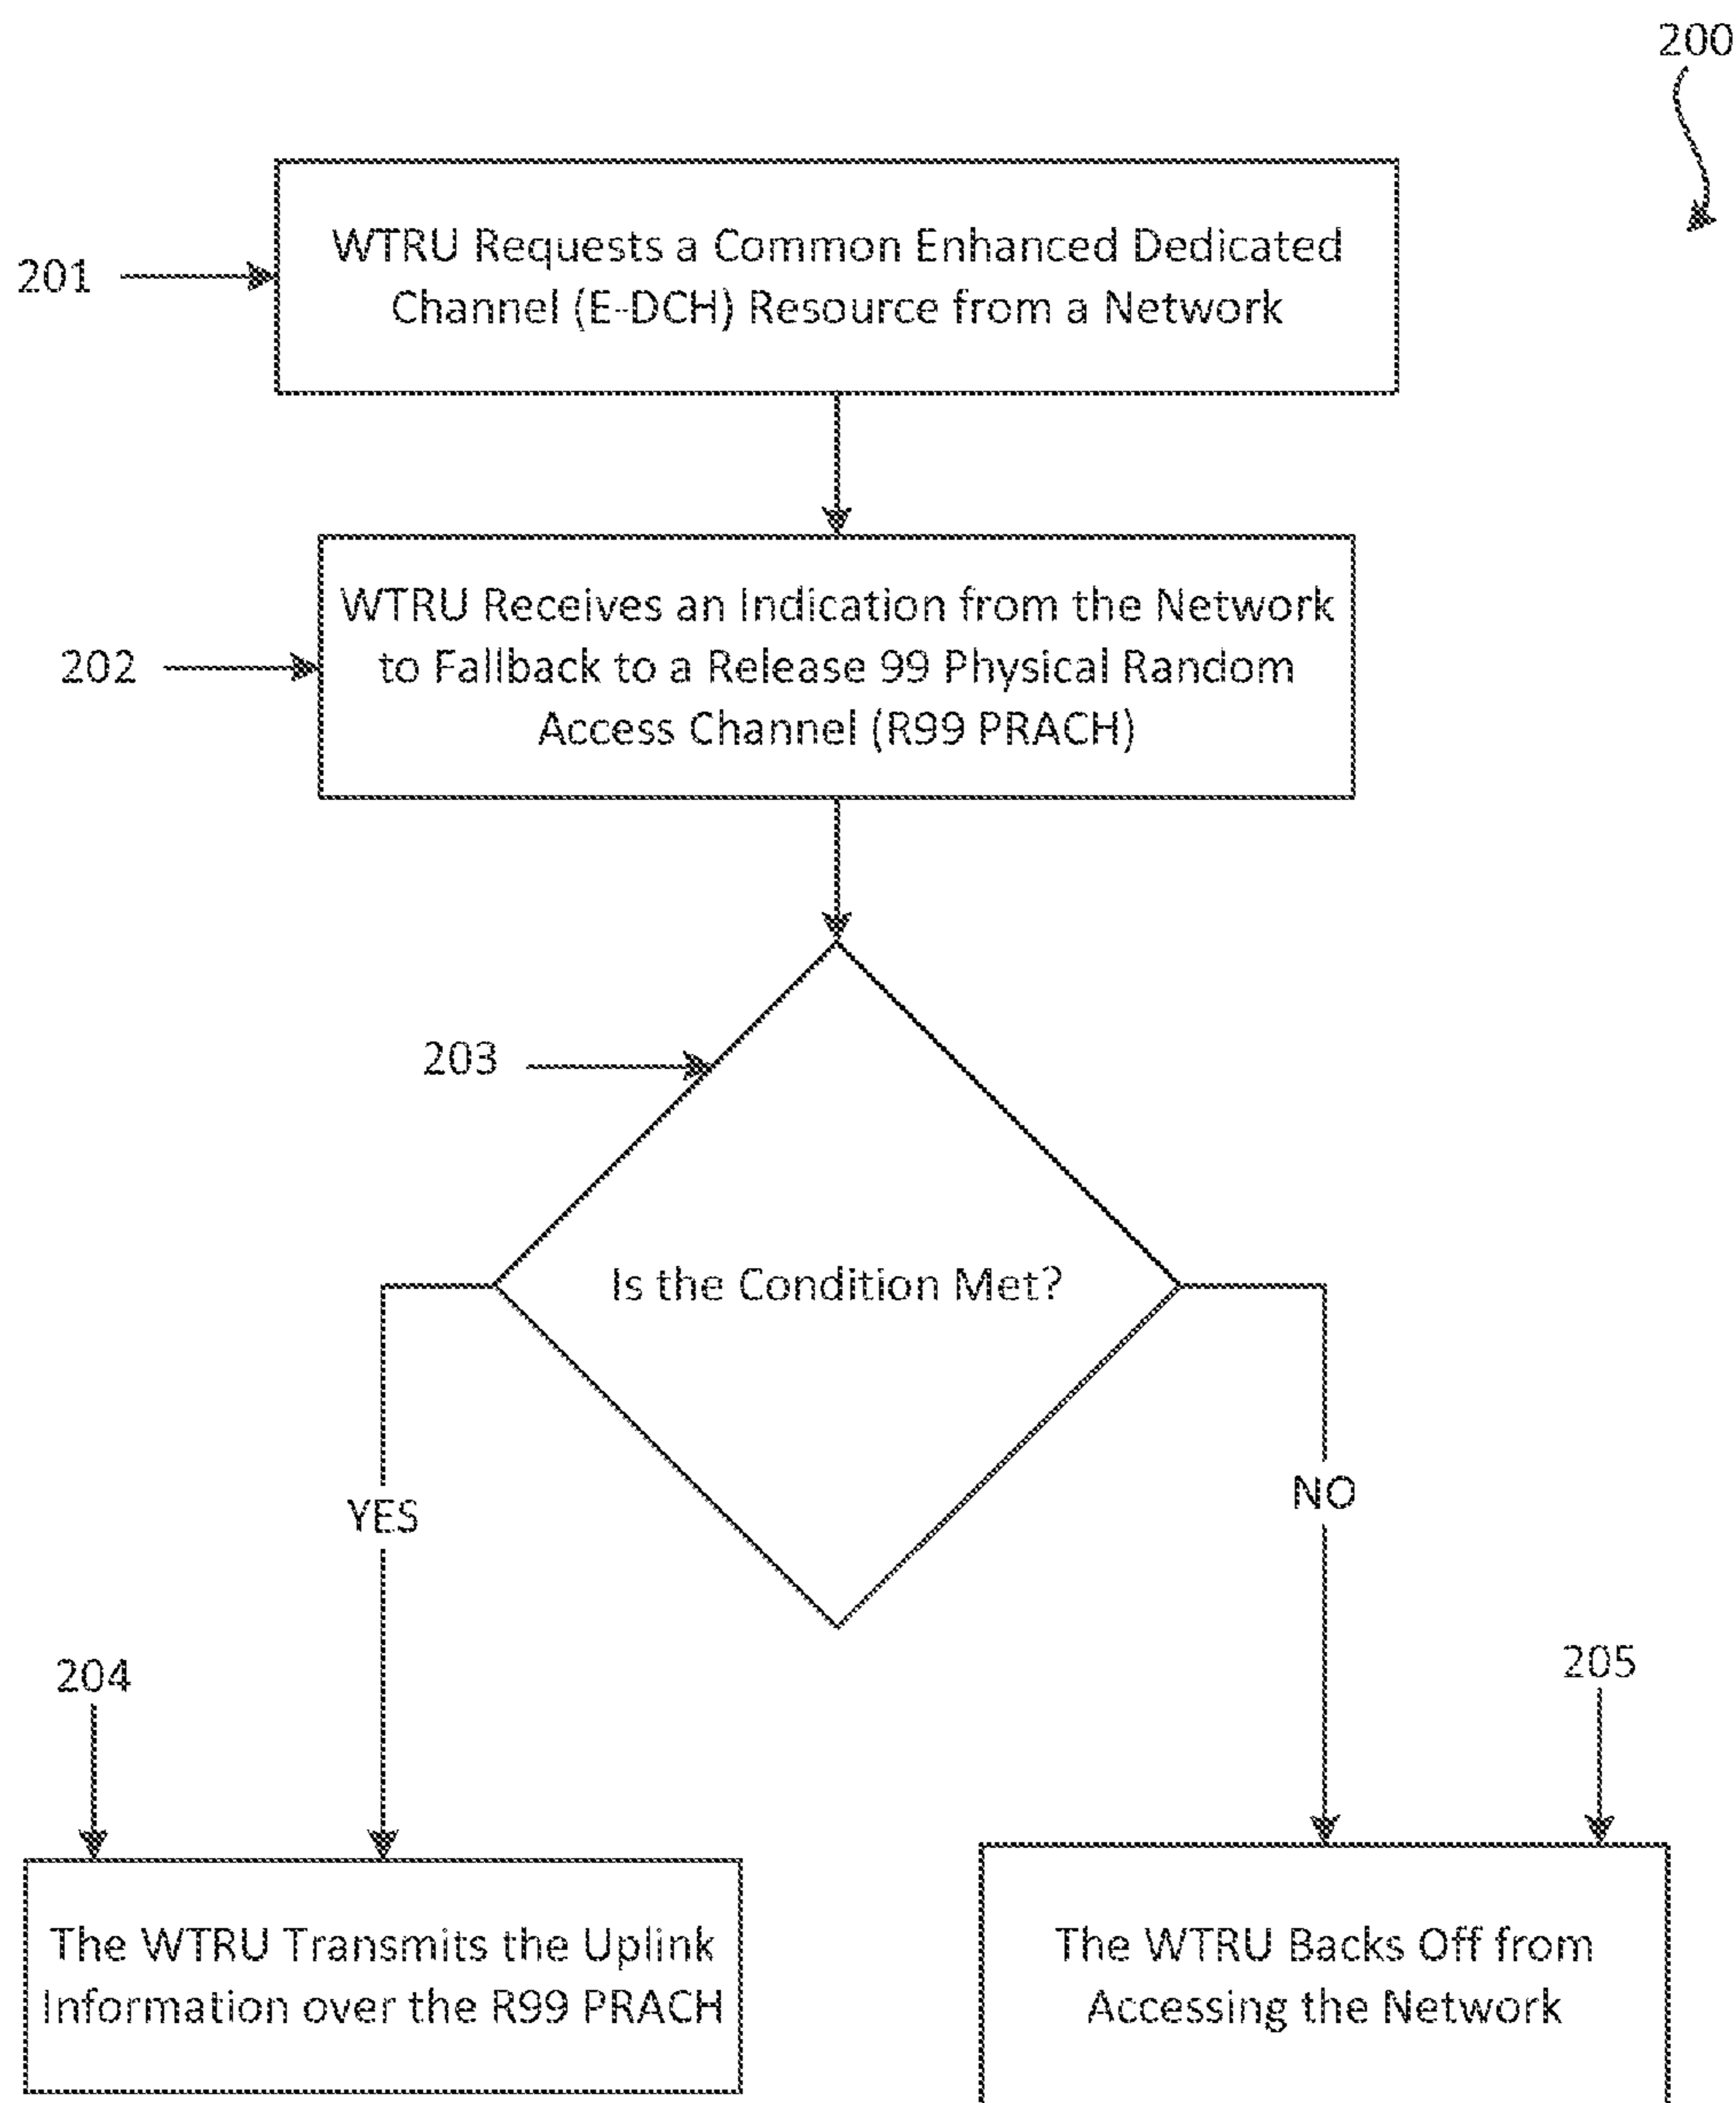 200
201
WTRU Requests a Common Enhanced Dedicated
Channel (E-DCH) Resource from a Network
202
WTRU Receives an Indication from the Network
to Fallback to a Release 99 Physical Random
Access Channel (R99 PRACH)
203
Is the Condition Met?
YES
NO
204
205
The WTRU Transmits the Uplink
Information over the R99 PRACH
The WTRU Backs Off from
Accessing the Network